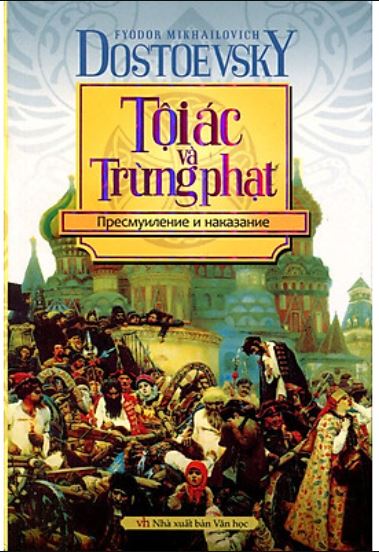 FYODOR MIKHAILOVICH
DOSTOEVSKY
Tội ác
và
Trừng phạt
Пресмуиление и наказание
vh Nhà xuất bản Văn học